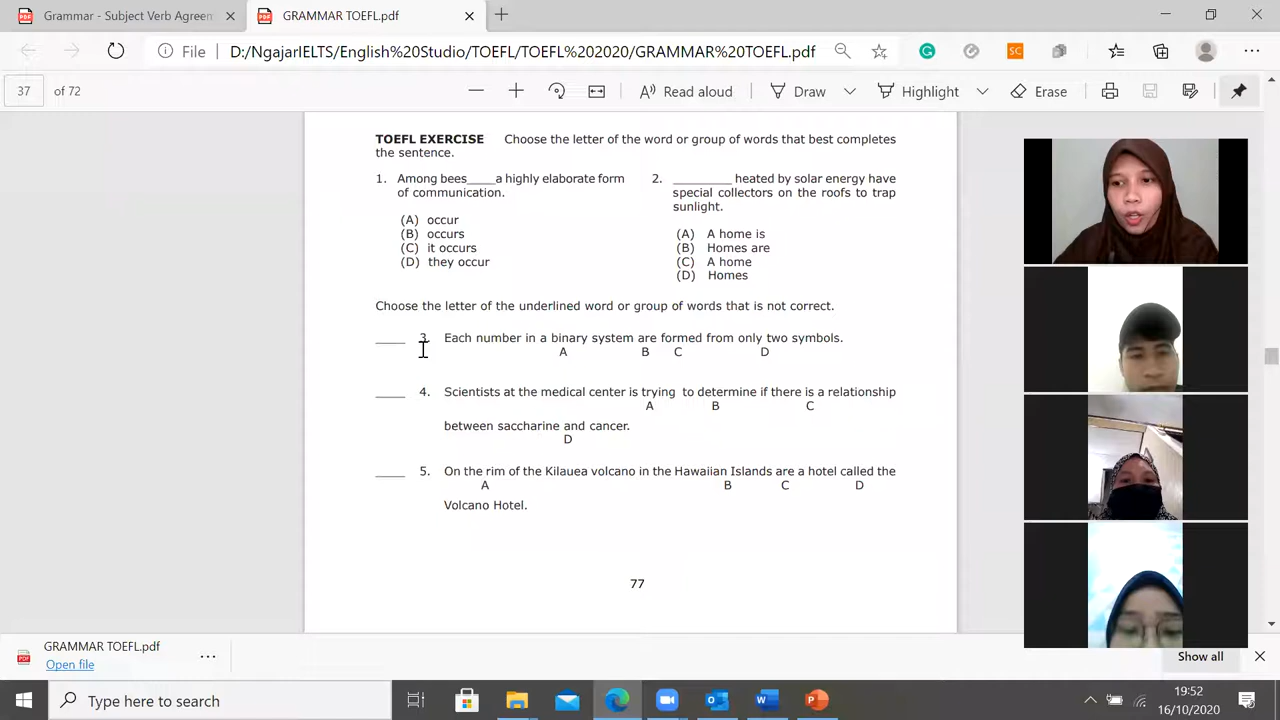 Grammar - Subject Verb Agreem
GRAMMAR TOEFL.pdf
File
D:/NgajarIELTS/English%20Studio/TOEFL/TOEFL%202020/GRAMMAR%20TOEFL.pdf
SC
37 of 72
Read aloud
Draw
Highlight
Erase
TOEFL EXERCISE Choose the letter of the word or group of words that best completes
the sentence.
1. Among bees_____a highly elaborate form
of communication.
(A) occur
(B) occurs
(C) it occurs
(D) they occur
2. _________ heated by solar energy have
special collectors on the roofs to trap
sunlight.
(A) A home is
(B) Homes are
(C) A home
(D) Homes
Choose the letter of the underlined word or group of words that is not correct.
_____ 3. Each number in a binary system are formed from only two symbols.
A B C D
_____ 4. Scientists at the medical center is trying to determine if there is a relationship
A B C
between saccharine and cancer.
D
_____ 5. On the rim of the Kilauea volcano in the Hawaiian Islands are a hotel called the
A B C D
Volcano Hotel.
77
GRAMMAR TOEFL.pdf
Open file
Show all
Type here to search
19:52
16/10/2020